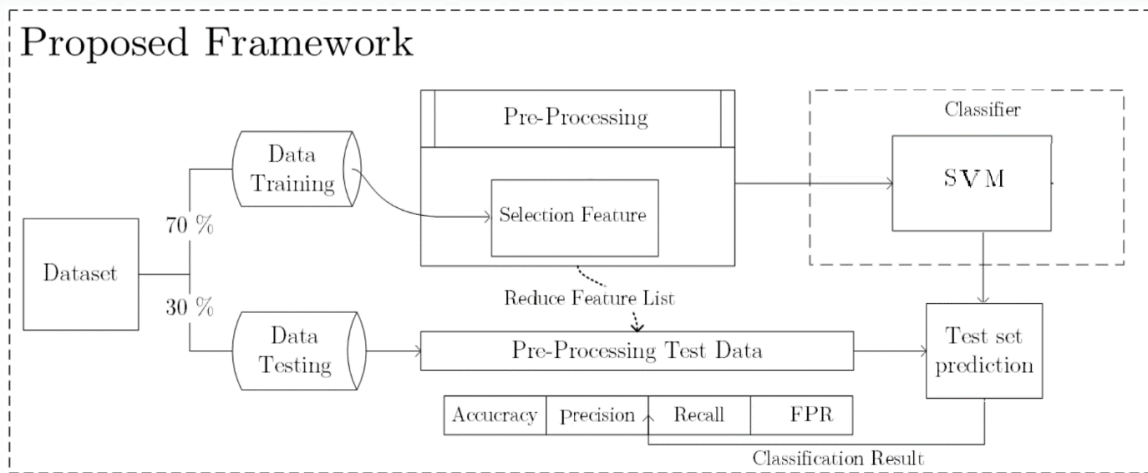 Proposed Framework
Pre-Processing
Classifier
Data
Training
SVM
Selection Feature
70 %
Dataset
30 %
Reduce Feature List
Data
Testing
Pre-Processing Test Data
Test set
prediction
Accucracy
Precision
Recall
FPR
Classification Result